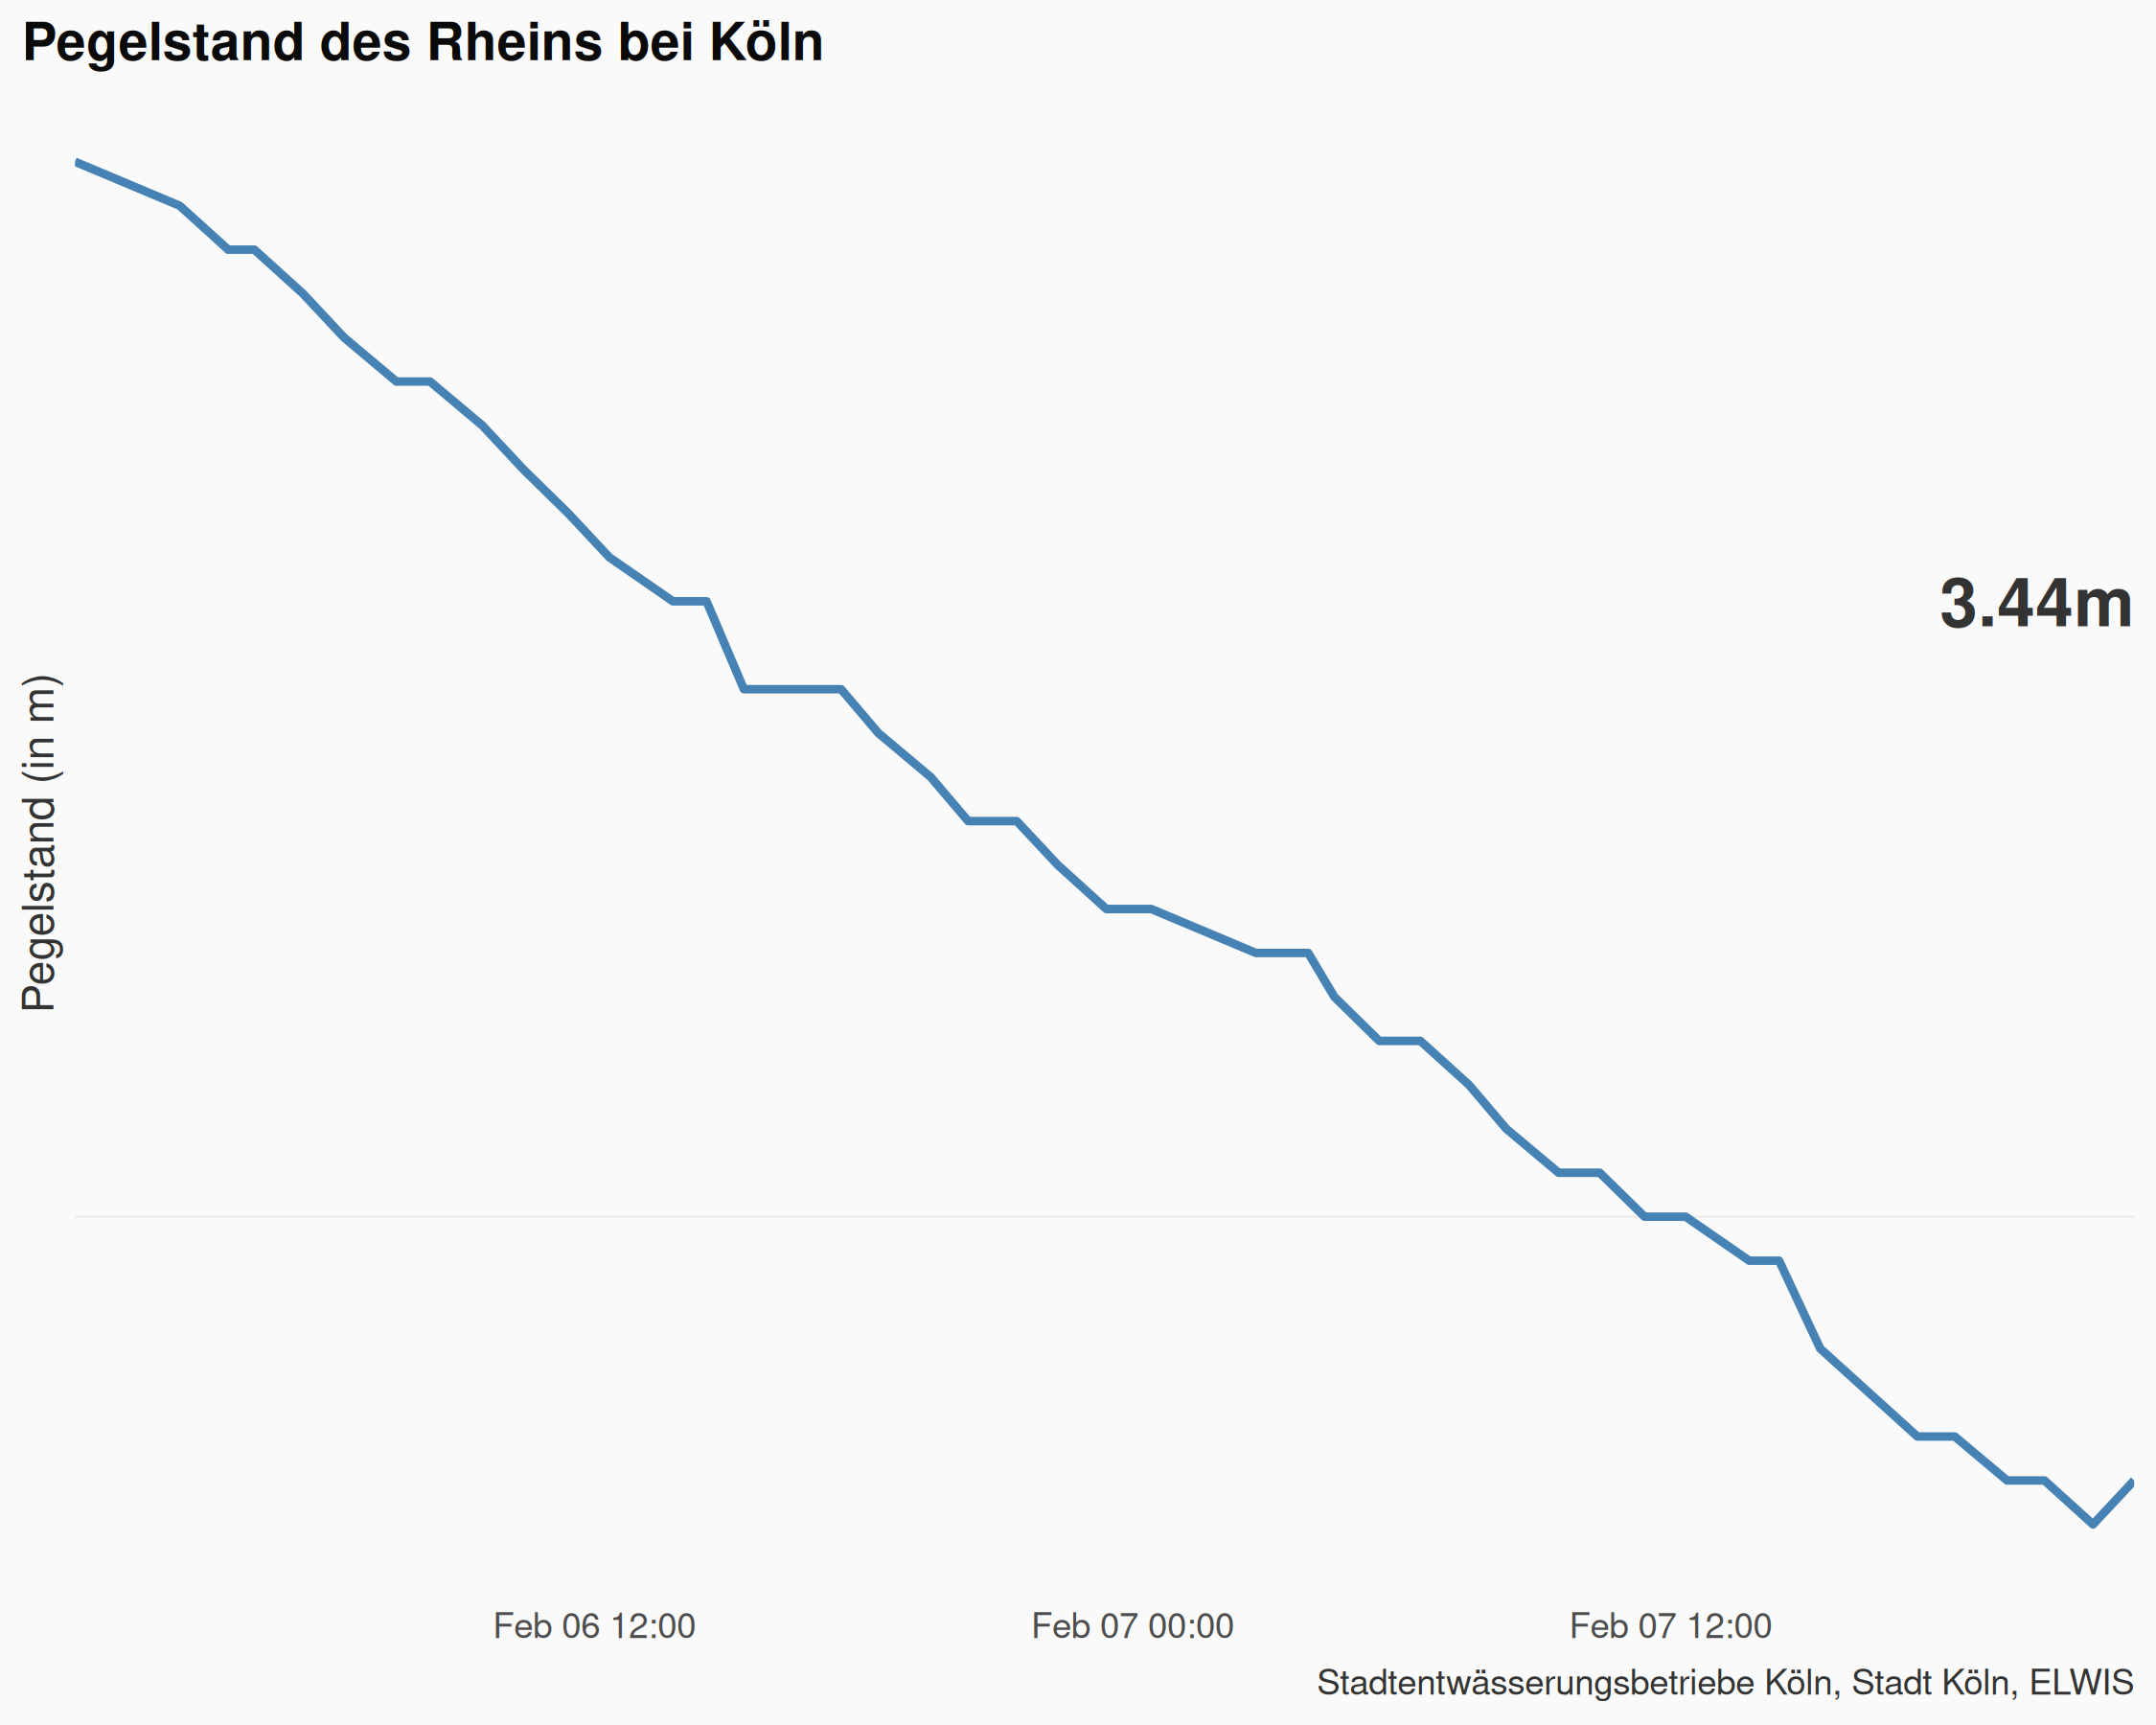 Pegelstand des Rheins bei Köln
3.44m
Pegelstand (in m)
Feb 06 12:00
Feb 07 00:00
Feb 07 12:00
Stadtentwässerungsbetriebe Köln, Stadt Köln, ELWIS